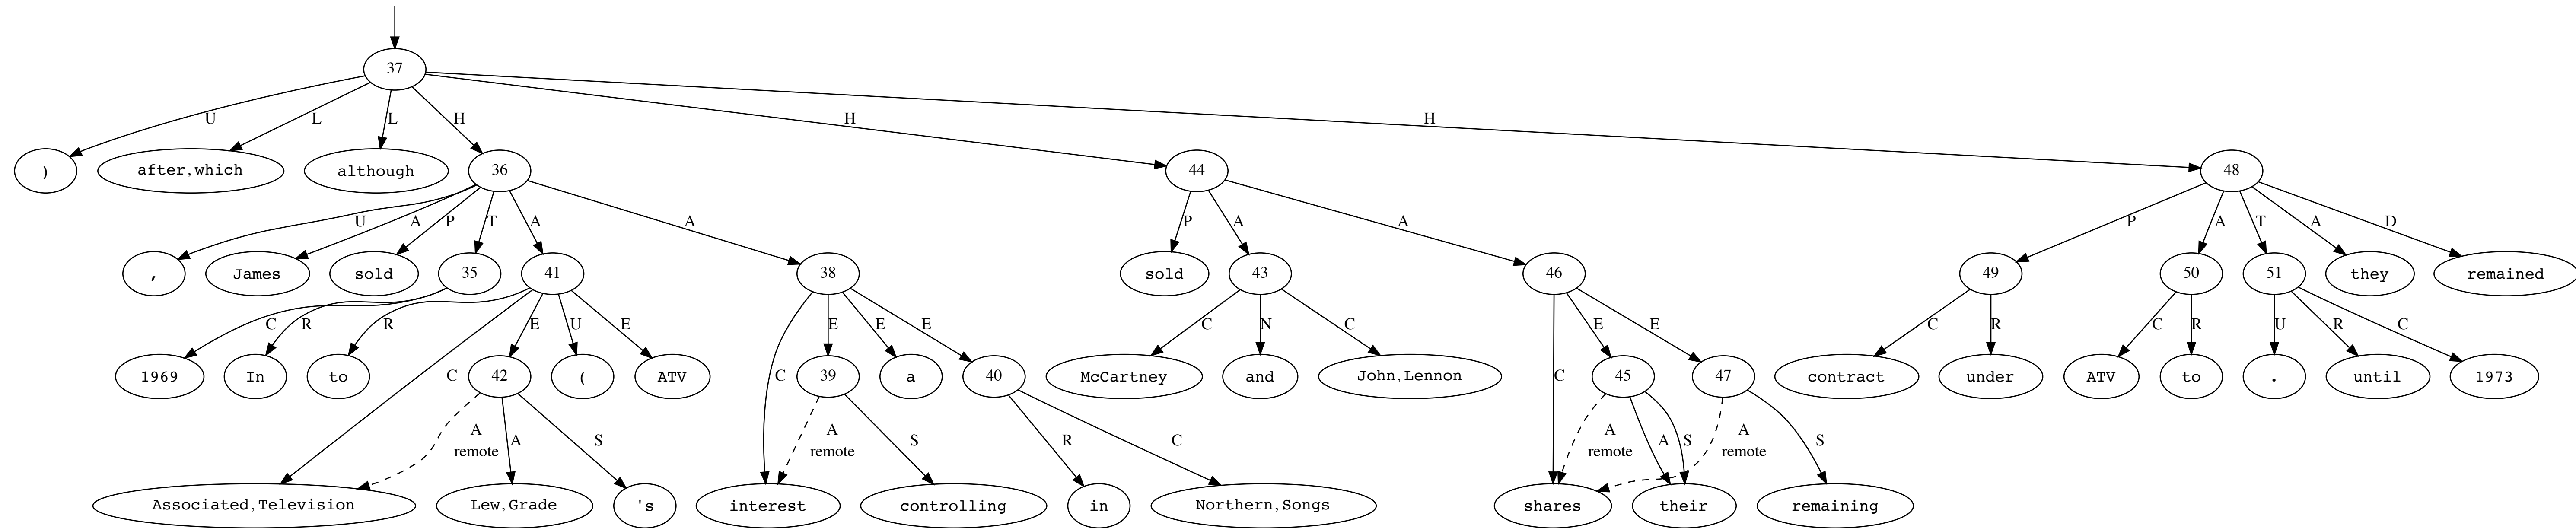 37
U L L H H H
) after,which although 36 44 48
U A P T A A P A A P A T A D
, James sold 35 41 38 sold 43 46 49 50 51 they remained
C R R E U E E E E C N C E E C R C R U R C
1969 In to 42 ( ATV 39 a 40 McCartney and John,Lennon 45 47 contract under ATV to . until 1973
C C C
A A S A S R C A A S A S
remote remote remote remote
Associated,Television Lew,Grade 's interest controlling in Northern,Songs shares their remaining